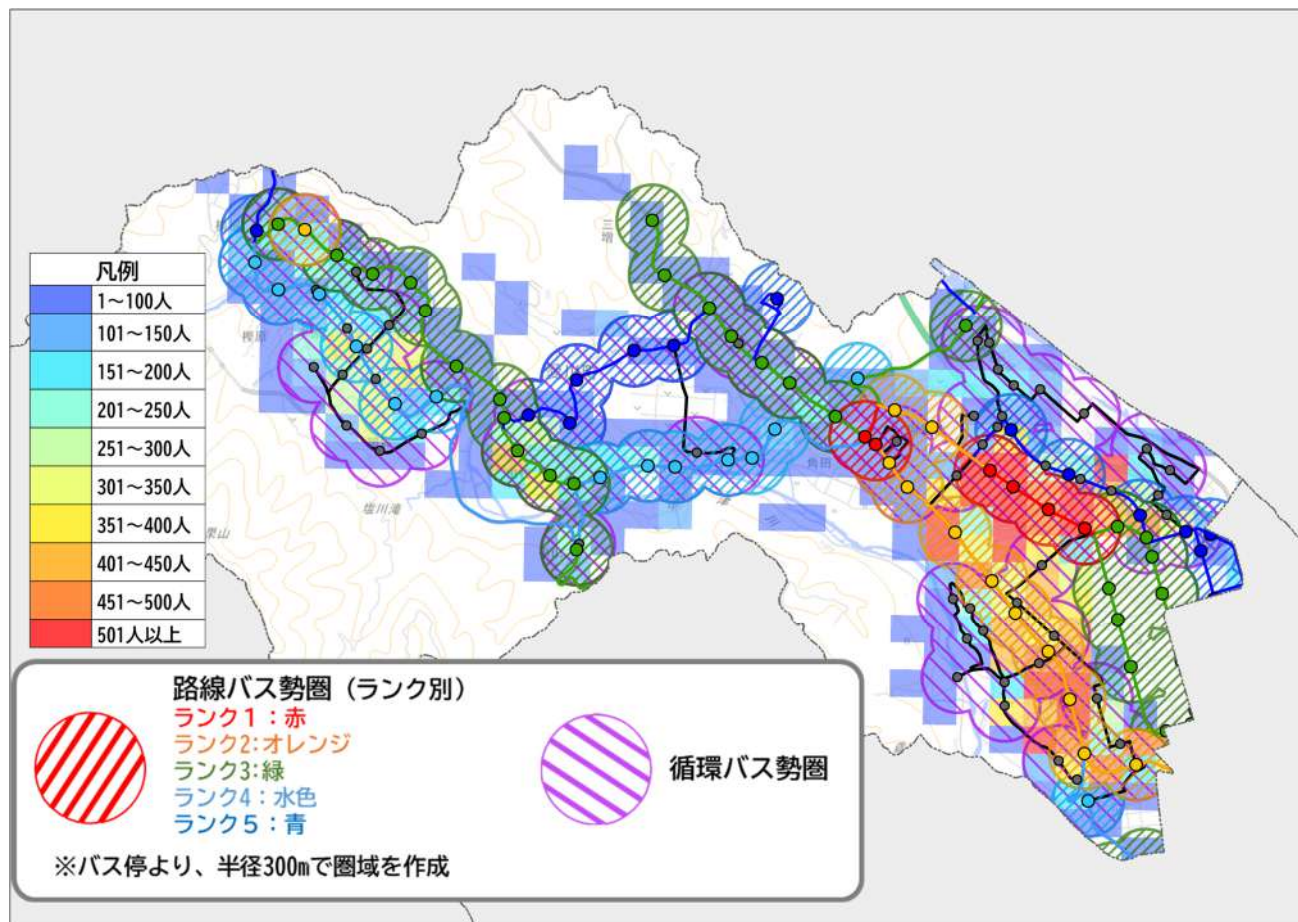 三増
角田
塩川滝
凡例
1～100人
101～150人
151～200人
201～250人
251～300人
301～350人
351～400人
401～450人
451～500人
501人以上
路線バス勢圏（ランク別）
ランク１：赤
ランク2:オレンジ
ランク3:緑
ランク4：水色
ランク５：青
循環バス勢圏
※バス停より、半径300mで圏域を作成